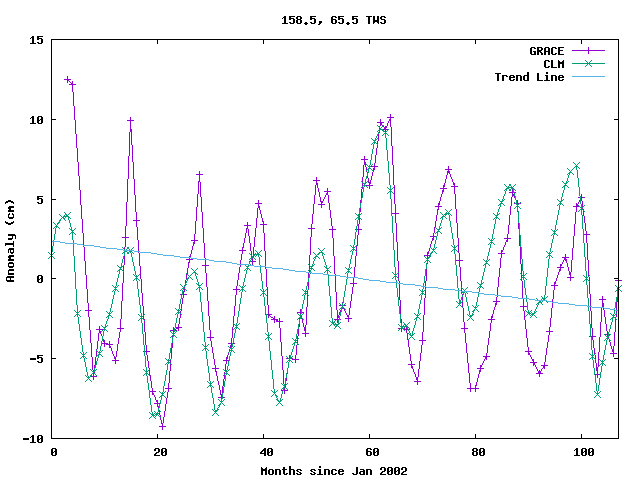 158.5, 65.5 TWS
GRACE
CLM
Trend Line
15
10
5
0
-5
-10
Anomaly (cm)
0 20 40 60 80 100
Months since Jan 2002